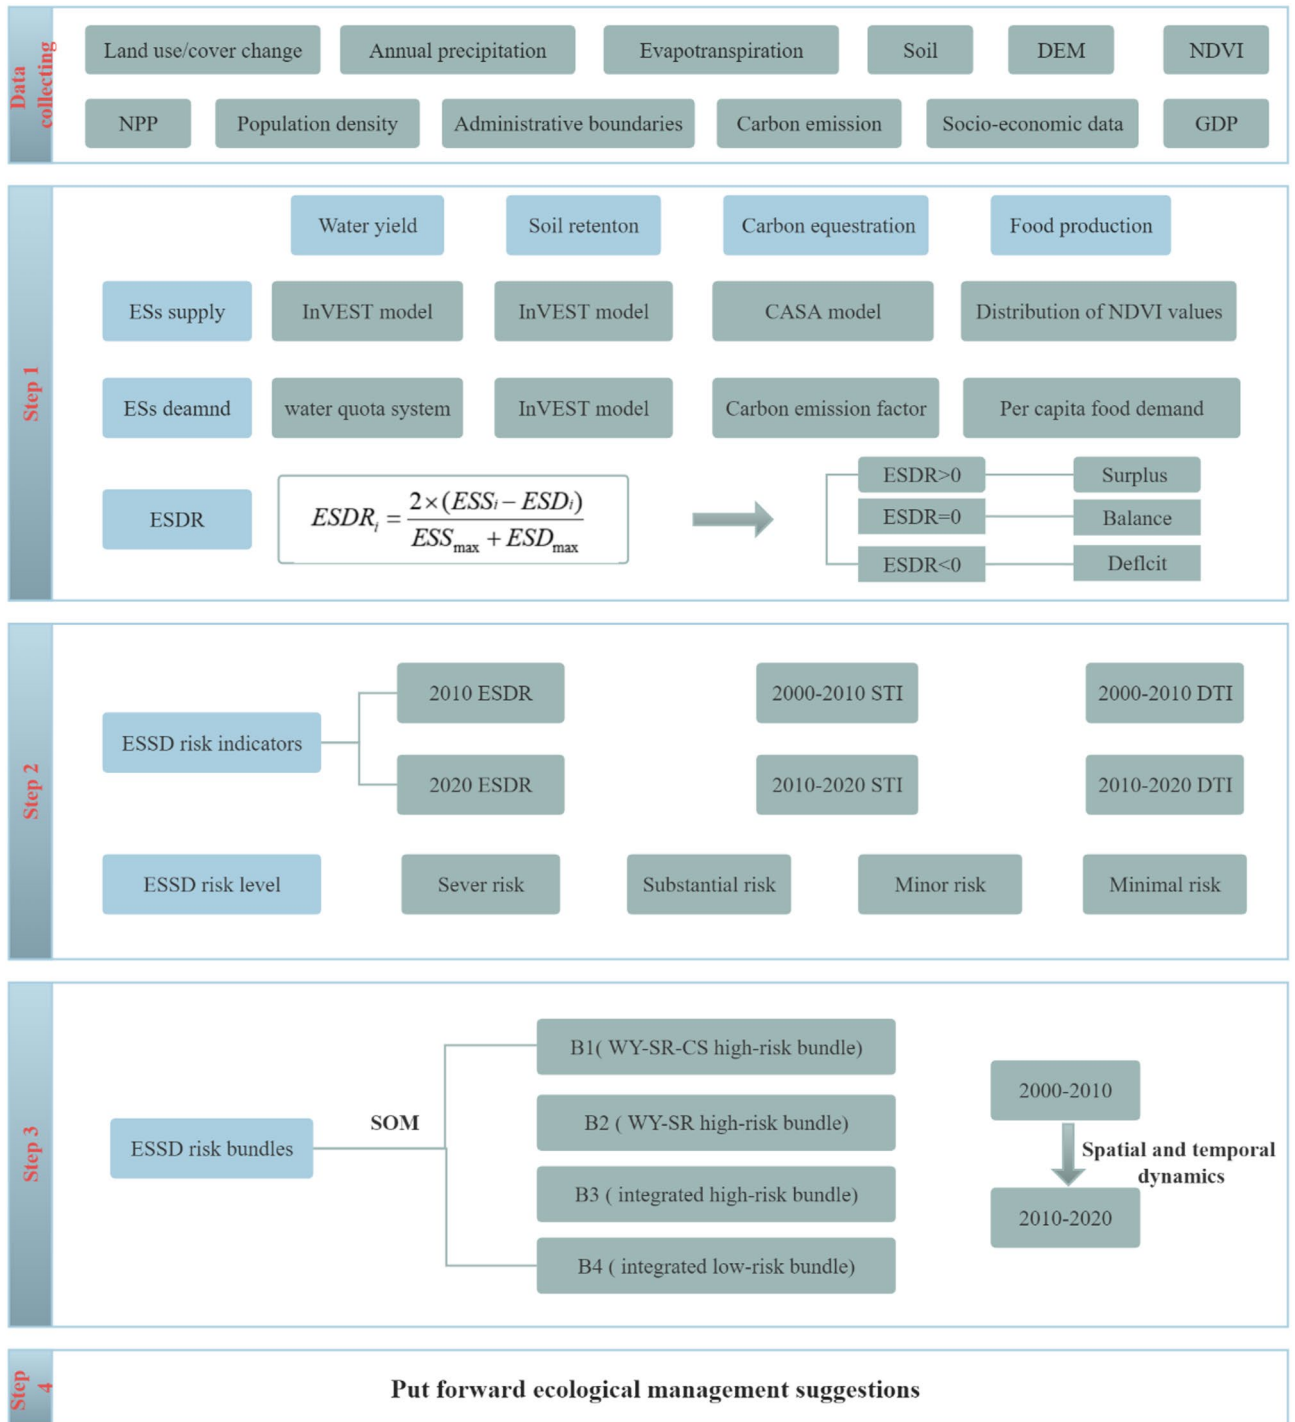 Data collecting
Land use/cover change Annual precipitation Evapotranspiration Soil DEM NDVI
NPP Population density Administrative boundaries Carbon emission Socio-economic data GDP
Step 1
Water yield Soil retenton Carbon equestration Food production
ESs supply InVEST model InVEST model CASA model Distribution of NDVI values
ESs deamnd water quota system InVEST model Carbon emission factor Per capita food demand
ESDR
ESDR_i = 2×(ESS_i − ESD_i) / (ESS_max + ESD_max)
ESDR>0 Surplus
ESDR=0 Balance
ESDR<0 Deflcit
Step 2
ESSD risk indicators
2010 ESDR 2000-2010 STI 2000-2010 DTI
2020 ESDR 2010-2020 STI 2010-2020 DTI
ESSD risk level Sever risk Substantial risk Minor risk Minimal risk
Step 3
ESSD risk bundles
SOM
B1( WY-SR-CS high-risk bundle)
B2 ( WY-SR high-risk bundle)
B3 ( integrated high-risk bundle)
B4 ( integrated low-risk bundle)
2000-2010
Spatial and temporal
dynamics
2010-2020
Step 4
Put forward ecological management suggestions